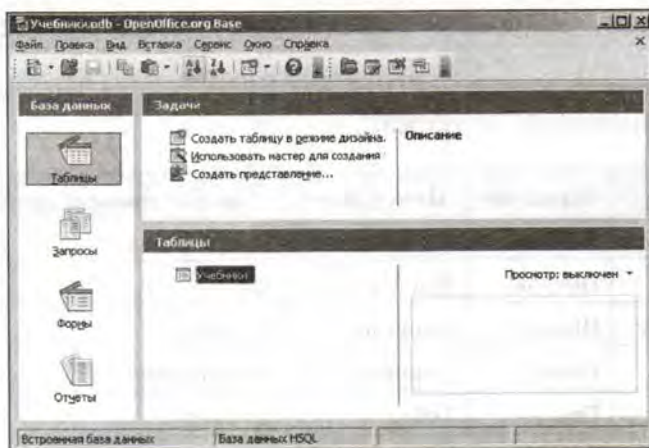 Учебники.odb - OpenOffice.org Base
Файл Правка Вид Вставка Сервис Окно Справка
База данных
Таблицы
Запросы
Формы
Отчеты
Задачи
Создать таблицу в режиме дизайна.
Использовать мастер для создания
Создать представление...
Описание
Таблицы
Учебники
Просмотр: выключен
Встроенная база данных
База данных HSQL